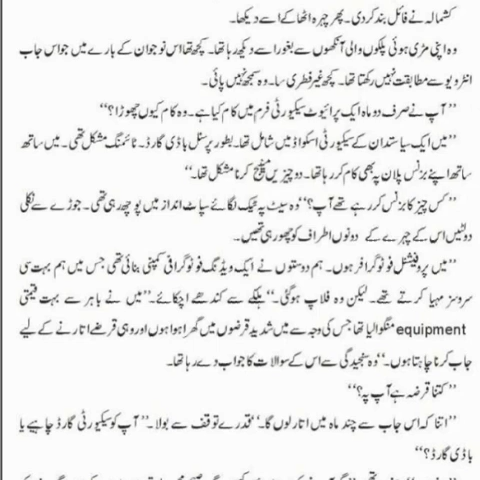 کشمالہ نے فائل بند کر دی۔ پھر چہرہ اٹھا کے اسے دیکھا۔
وہ اپنی مڑی ہوئی پلکوں والی آنکھوں سے بغور اسے دیکھ رہا تھا۔ کچھ تھا اس نوجوان کے بارے میں جو اس جاب
انٹرویو سے مطابقت نہیں رکھتا تھا۔ کچھ غیر فطری سا۔ وہ سمجھ نہیں پائی۔
”آپ نے صرف دو ماہ ایک پرائیوٹ سیکیورٹی فرم میں کام کیا ہے۔ وہ کام کیوں چھوڑا؟“
”میں ایک سیاستدان کے سیکیورٹی اسکواڈ میں شامل تھا۔ بطور پرسنل باڈی گارڈ۔ ٹائمنگ مشکل تھی۔ میں ساتھ
ساتھ اپنے بزنس پلان پہ بھی کام کر رہا تھا۔ دو چیزیں مینیج کرنا مشکل تھا۔“
”کس چیز کا بزنس کر رہے تھے آپ؟“ وہ سیٹ پہ ٹیک لگائے سپاٹ انداز میں پوچھ رہی تھی۔ جوڑے سے نکلی
دو لٹیں اس کے چہرے کے دونوں اطراف کو چھو رہی تھیں۔
”میں پروفیشنل فوٹوگرافر ہوں۔ ہم دوستوں نے ایک ویڈنگ فوٹوگرافی کمپنی بنائی تھی جس میں ہم بہت سی
سروسز مہیا کرتے تھے۔ لیکن وہ فلاپ ہو گئی۔“ ہلکے سے کندھے اچکائے۔ ”میں نے باہر سے بہت قیمتی
equipment منگوا لیا تھا جس کی وجہ سے میں شدید قرضوں میں گھرا ہوا ہوں اور وہی قرضے اتارنے کے لیے
جاب کرنا چاہتا ہوں۔“ وہ سنجیدگی سے اس کے سوالات کا جواب دے رہا تھا۔
”کتنا قرضہ ہے آپ پہ؟“
”اتنا کہ اس جاب سے چند ماہ میں اتار لوں گا۔“ قدرے توقف سے بولا۔ ”آپ کو سیکیورٹی گارڈ چاہیے یا
باڈی گارڈ؟“